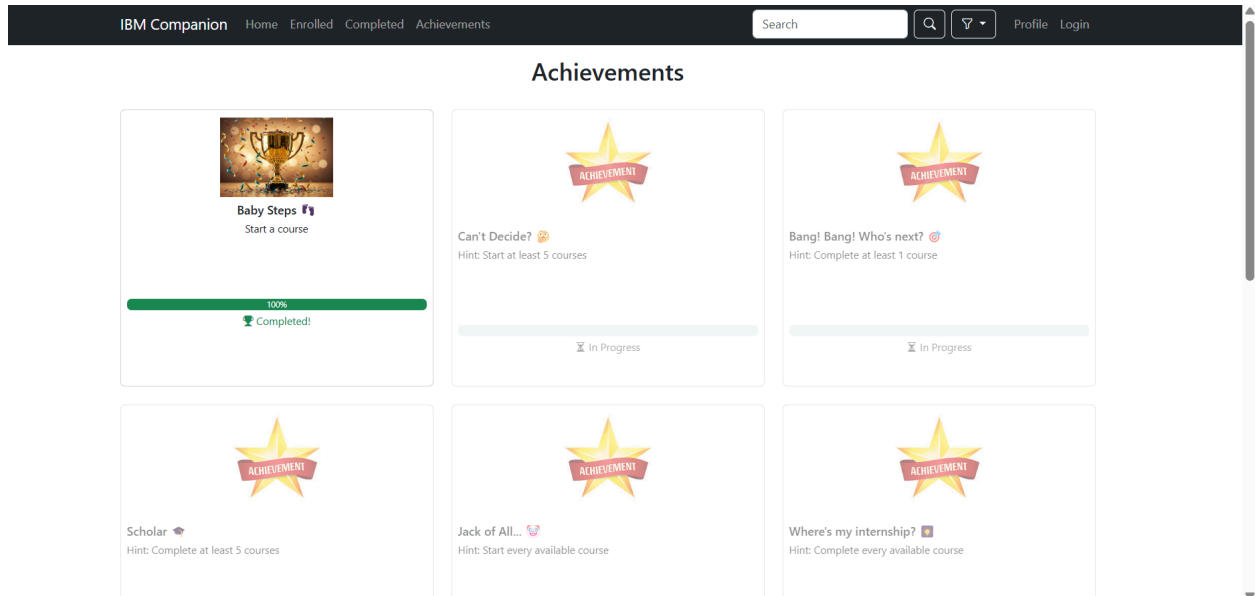 IBM Companion Home Enrolled Completed Achievements Search Profile Login
Achievements
Baby Steps 👣
Start a course
100%
🏆 Completed!
ACHIEVEMENT
Can't Decide? 🤔
Hint: Start at least 5 courses
⌛ In Progress
ACHIEVEMENT
Bang! Bang! Who's next? 🎯
Hint: Complete at least 1 course
⌛ In Progress
ACHIEVEMENT
Scholar 🎓
Hint: Complete at least 5 courses
ACHIEVEMENT
Jack of All... 🤡
Hint: Start every available course
ACHIEVEMENT
Where's my internship?
Hint: Complete every available course